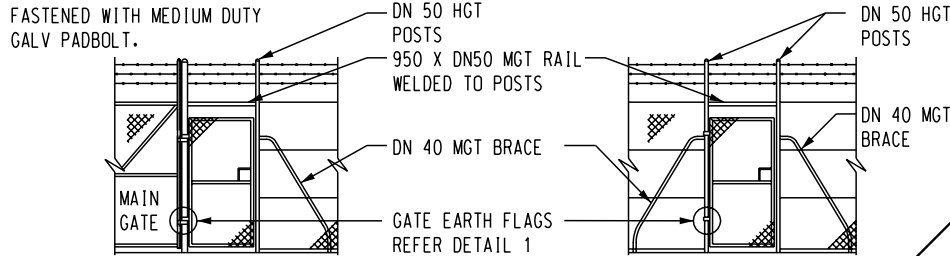 FASTENED WITH MEDIUM DUTY
GALV PADBOLT.
DN 50 HGT
POSTS
950 X DN50 MGT RAIL
WELDED TO POSTS
DN 40 MGT BRACE
MAIN
GATE
GATE EARTH FLAGS
REFER DETAIL 1
DN 50 HGT
POSTS
DN 40 MGT
BRACE